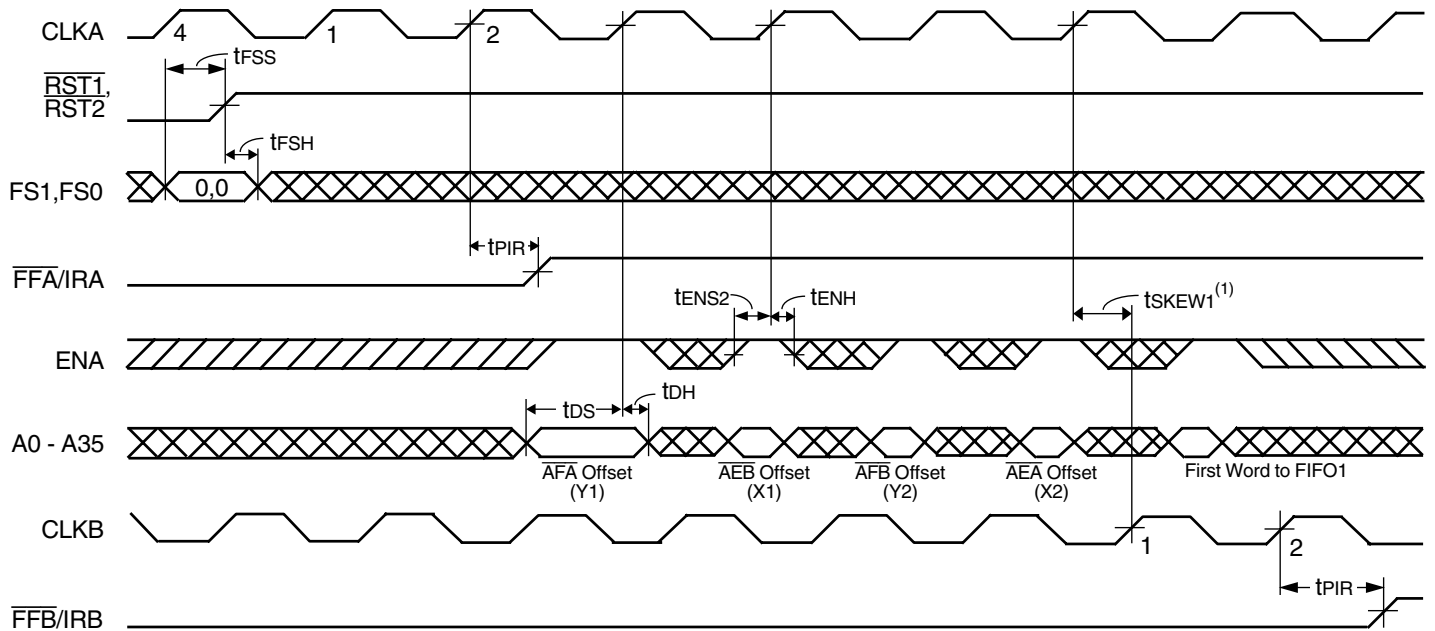 CLKA
4
1
2
tFSS
RST1,
RST2
tFSH
FS1,FS0
0,0
tPIR
FFA/IRA
tENS2
tENH
tSKEW1(1)
ENA
tDS
tDH
A0 - A35
AFA Offset
(Y1)
AEB Offset
(X1)
AFB Offset
(Y2)
AEA Offset
(X2)
First Word to FIFO1
CLKB
1
2
tPIR
FFB/IRB